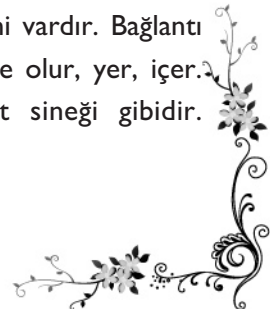 ni vardır. Bağlantı
e olur, yer, içer.
t sineği gibidir.